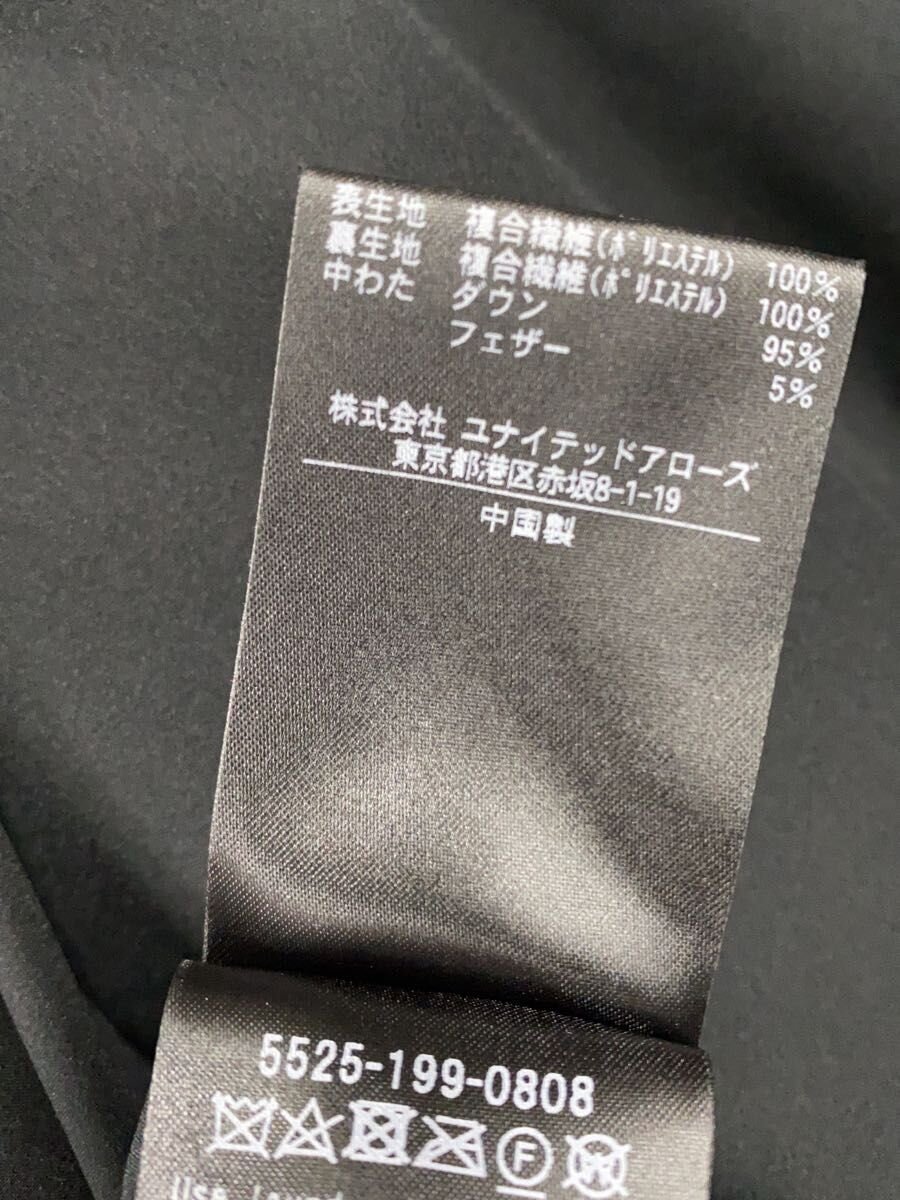 表生地 複合繊維(ポリエステル) 100%
裏生地 複合繊維(ポリエステル) 100%
中わた ダウン 95%
フェザー 5%
株式会社 ユナイテッドアローズ
東京都港区赤坂8-1-19
中国製
5525-199-0808
F
Use